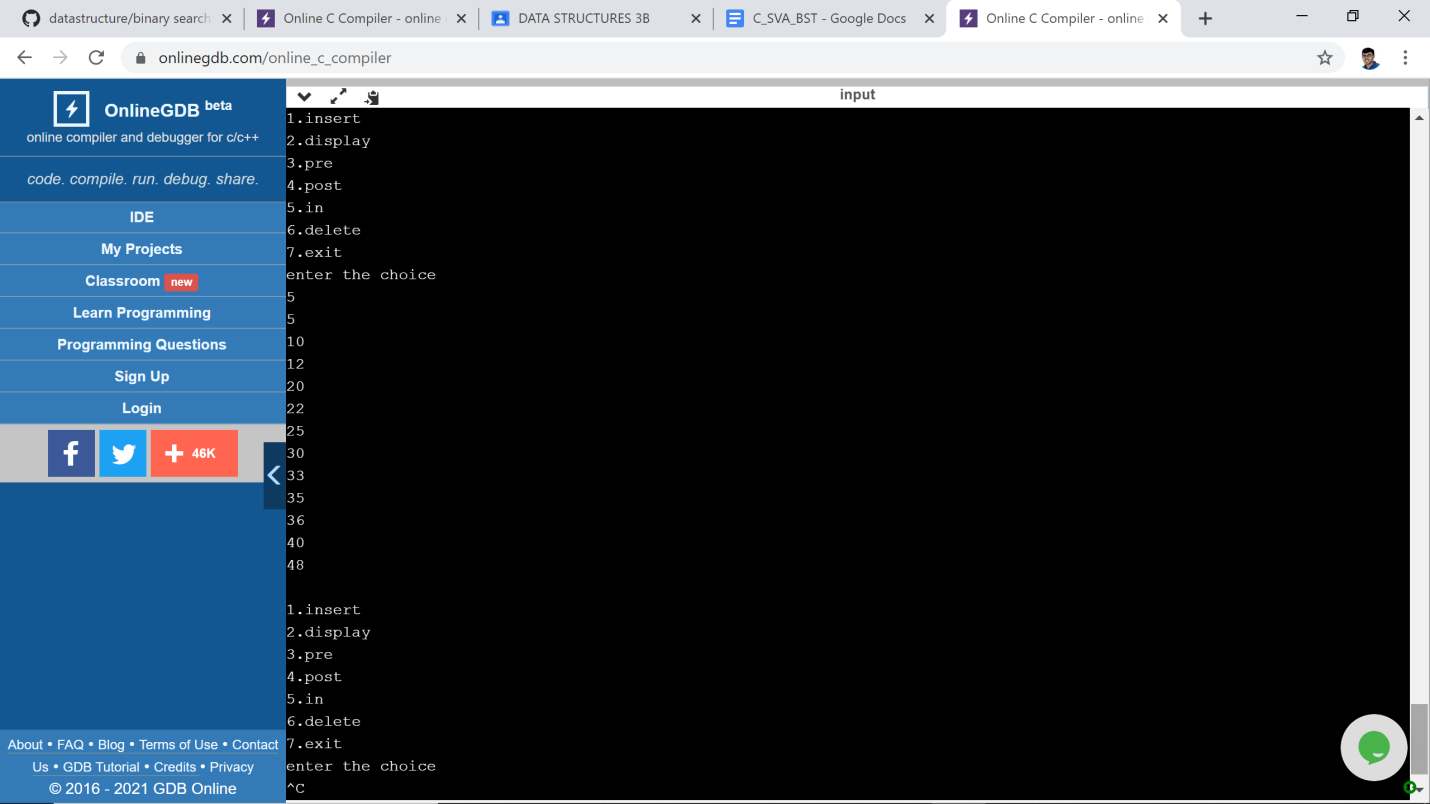 datastructure/binary search
Online C Compiler - online
DATA STRUCTURES 3B
C_SVA_BST - Google Docs
Online C Compiler - online
onlinegdb.com/online_c_compiler
OnlineGDB beta
online compiler and debugger for c/c++
code. compile. run. debug. share.
IDE
My Projects
Classroom new
Learn Programming
Programming Questions
Sign Up
Login
46K
About • FAQ • Blog • Terms of Use • Contact
Us • GDB Tutorial • Credits • Privacy
© 2016 - 2021 GDB Online
input
1.insert
2.display
3.pre
4.post
5.in
6.delete
7.exit
enter the choice
5
5
10
12
20
22
25
30
33
35
36
40
48
1.insert
2.display
3.pre
4.post
5.in
6.delete
7.exit
enter the choice
^C